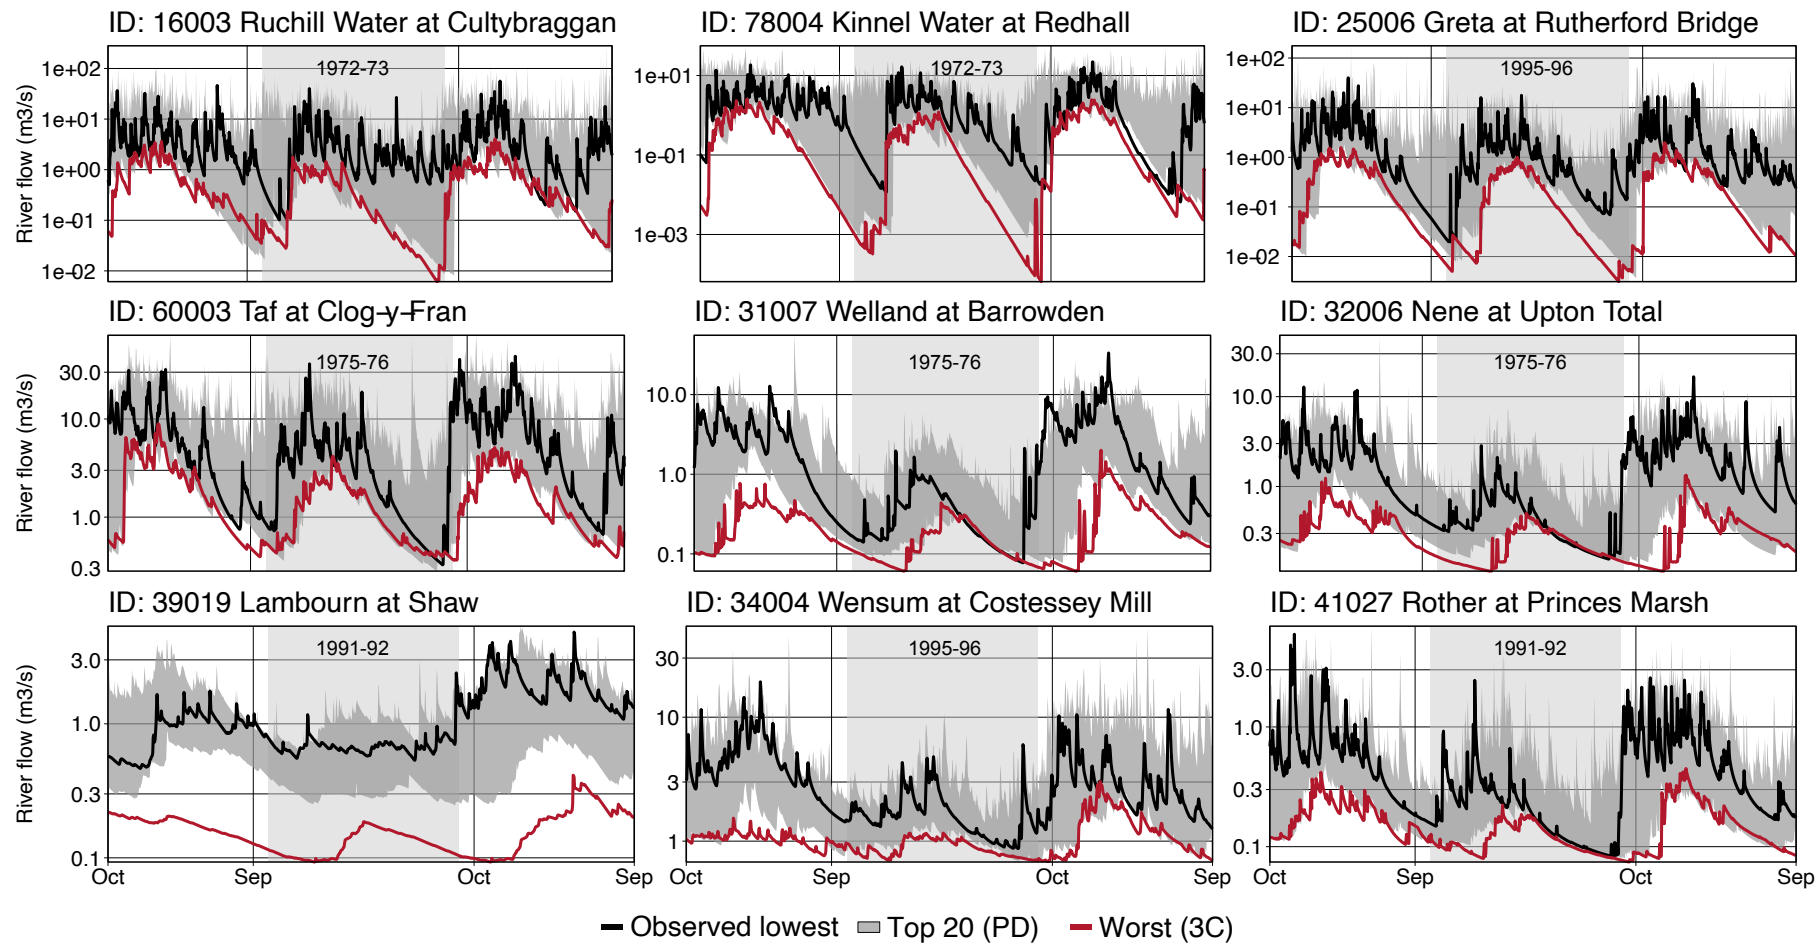 ID: 16003 Ruchill Water at Cultybraggan
ID: 78004 Kinnel Water at Redhall
ID: 25006 Greta at Rutherford Bridge
River flow (m3/s)
1e+02
1e+01
1e+00
1e-01
1e-02
1972-73
1e+01
1e-01
1e-03
1972-73
1e+02
1e+01
1e+00
1e-01
1e-02
1995-96
ID: 60003 Taf at Clog-y-Fran
ID: 31007 Welland at Barrowden
ID: 32006 Nene at Upton Total
River flow (m3/s)
30.0
10.0
3.0
1.0
0.3
1975-76
10.0
1.0
0.1
1975-76
30.0
10.0
3.0
1.0
0.3
1975-76
ID: 39019 Lambourn at Shaw
ID: 34004 Wensum at Costessey Mill
ID: 41027 Rother at Princes Marsh
River flow (m3/s)
3.0
1.0
0.3
0.1
1991-92
Oct Sep Oct Sep
30
10
3
1
1995-96
Oct Sep Oct Sep
3.0
1.0
0.3
0.1
1991-92
Oct Sep Oct Sep
Observed lowest Top 20 (PD) Worst (3C)